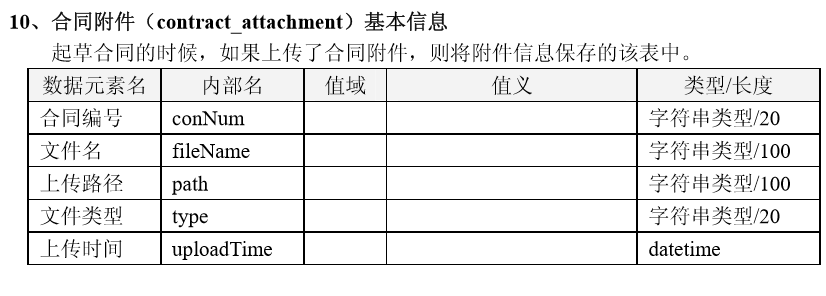 10、合同附件（contract_attachment）基本信息
起草合同的时候，如果上传了合同附件，则将附件信息保存的该表中。
数据元素名 内部名 值域 值义 类型/长度
合同编号 conNum 字符串类型/20
文件名 fileName 字符串类型/100
上传路径 path 字符串类型/100
文件类型 type 字符串类型/20
上传时间 uploadTime datetime